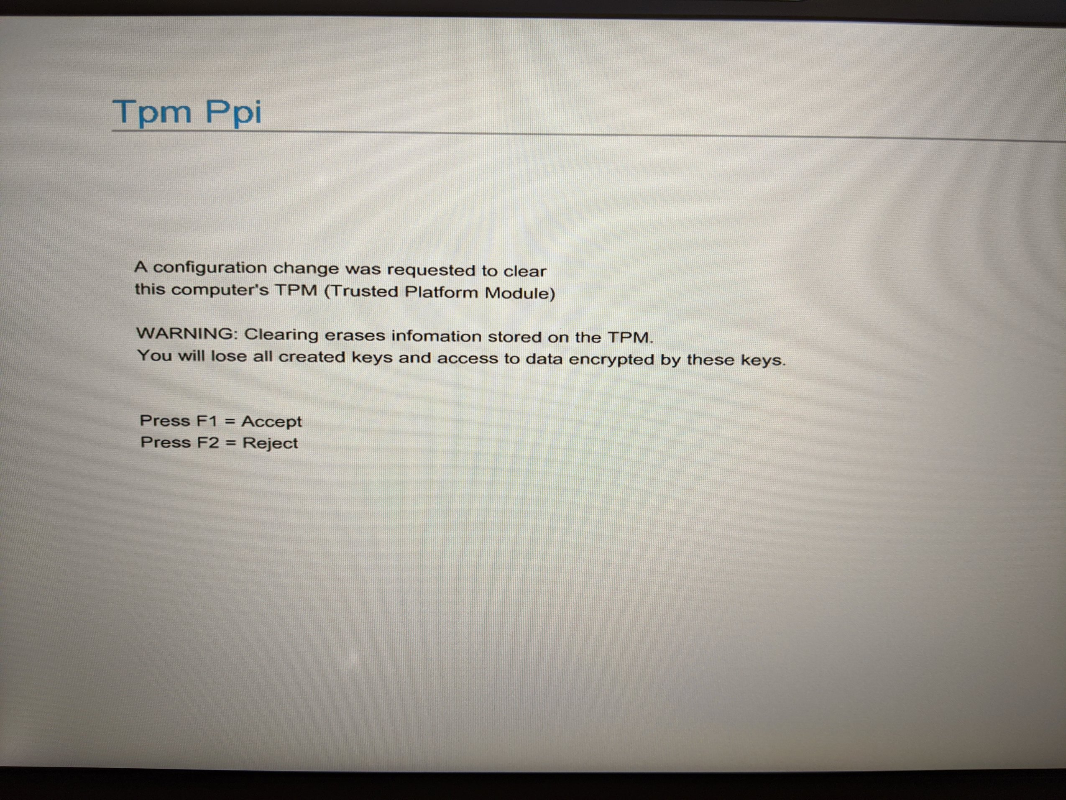 Tpm Ppi
A configuration change was requested to clear
this computer's TPM (Trusted Platform Module)
WARNING: Clearing erases infomation stored on the TPM.
You will lose all created keys and access to data encrypted by these keys.
Press F1 = Accept
Press F2 = Reject